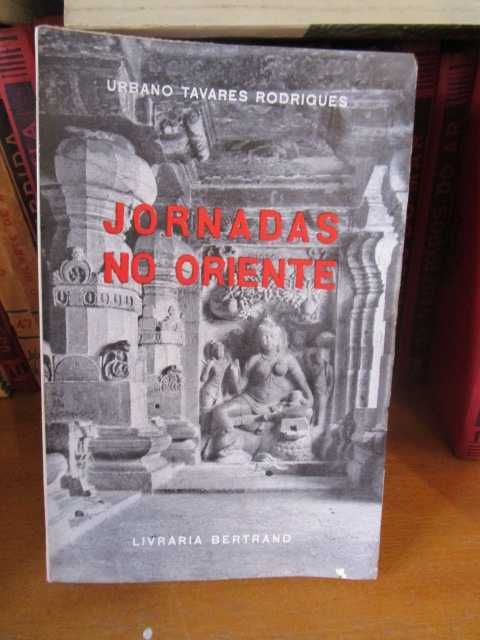 URBANO TAVARES RODRIGUES
JORNADAS
NO ORIENTE
LIVRARIA BERTRAND